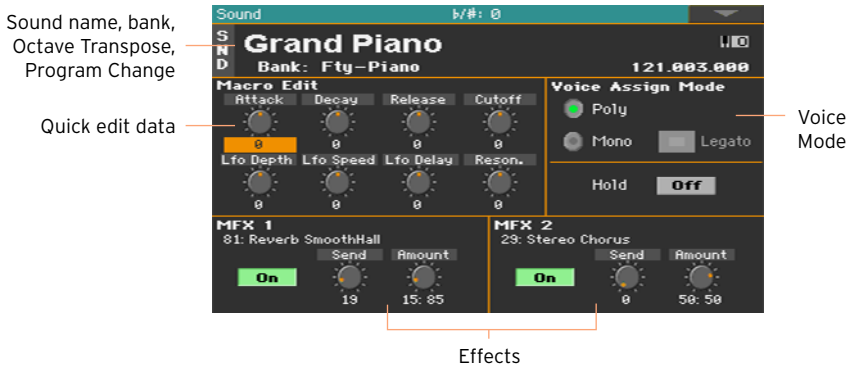 Sound ♭/#: 0
Sound name, bank,
Octave Transpose,
Program Change
SND
Grand Piano
Bank: Fty-Piano 121.003.000
Macro Edit
Attack Decay Release Cutoff
0 0 0 0
Lfo Depth Lfo Speed Lfo Delay Reson.
0 0 0 0
Quick edit data
Voice Assign Mode
Poly
Mono Legato
Hold Off
Voice
Mode
MFX 1
81: Reverb SmoothHall
Send Amount
On
19 15:85
MFX 2
29: Stereo Chorus
Send Amount
On
0 50:50
Effects